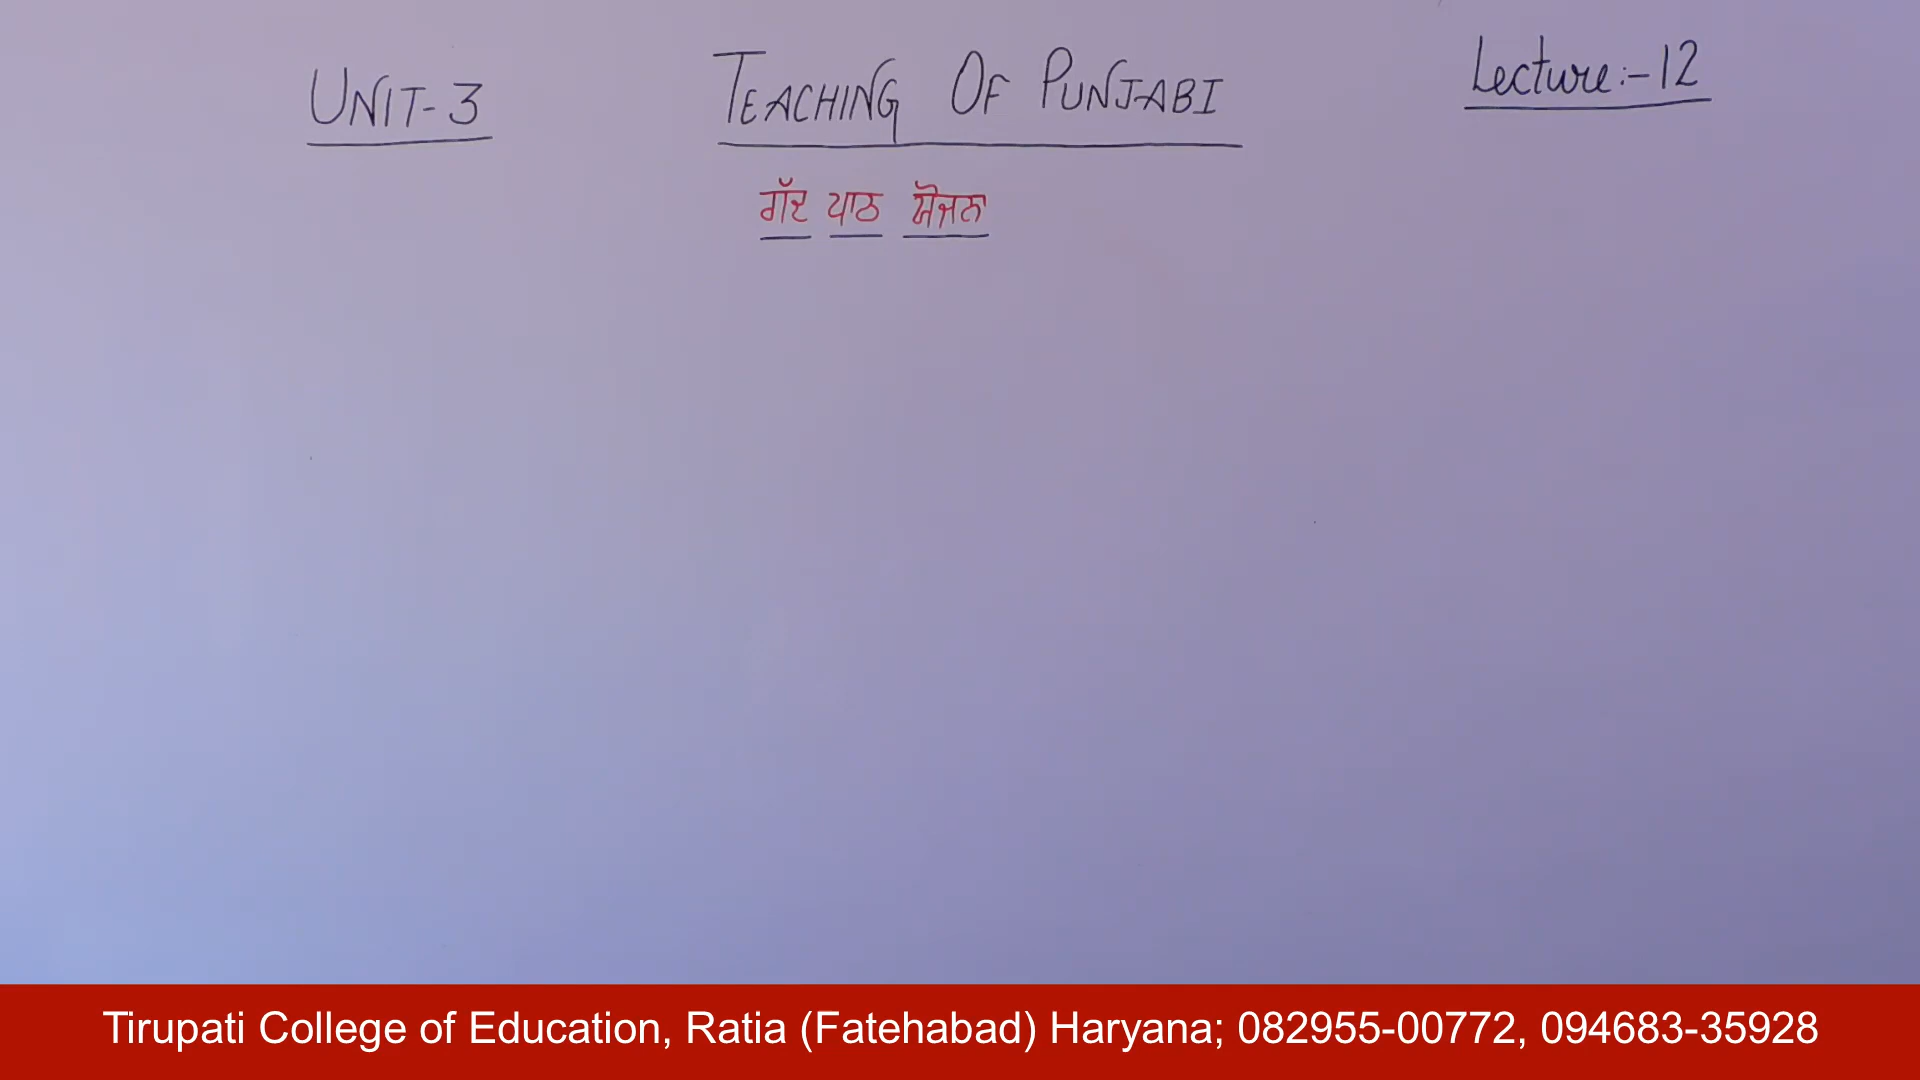 UNIT-3 TEACHING OF PUNJABI Lecture:-12
ਗੱਦ ਪਾਠ ਯੋਜਨਾ
Tirupati College of Education, Ratia (Fatehabad) Haryana; 082955-00772, 094683-35928